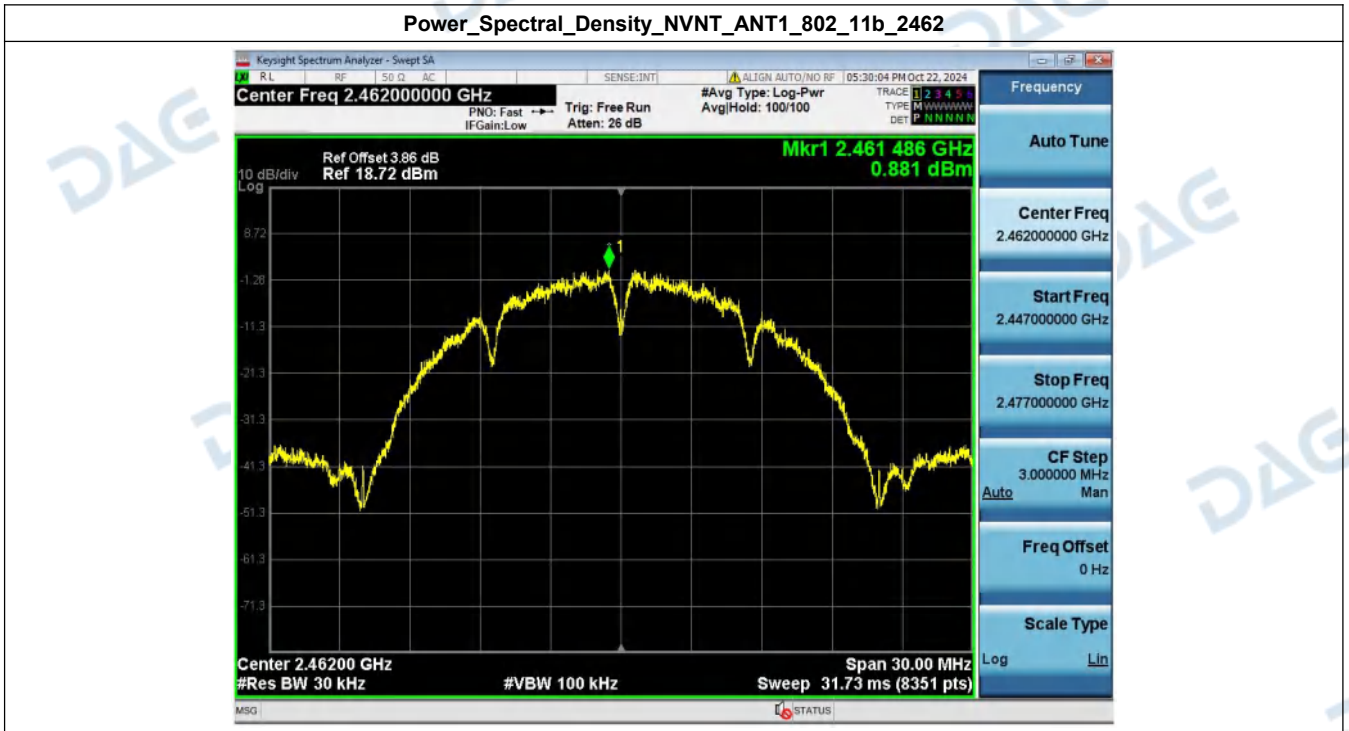 Power_Spectral_Density_NVNT_ANT1_802_11b_2462
Keysight Spectrum Analyzer - Swept SA
RL RF 50 Ω AC SENSE:INT ALIGN AUTO/NO RF 05:30:04 PM Oct 22, 2024
Center Freq 2.462000000 GHz
PNO: Fast
IFGain:Low
Trig: Free Run
Atten: 26 dB
#Avg Type: Log-Pwr
Avg|Hold: 100/100
TRACE 1 2 3 4 5 6
TYPE M W W W W W
DET P N N N N N
Frequency
Auto Tune
Center Freq
2.462000000 GHz
Start Freq
2.447000000 GHz
Stop Freq
2.477000000 GHz
CF Step
3.000000 MHz
Auto Man
Freq Offset
0 Hz
Scale Type
Log Lin
Mkr1 2.461 486 GHz
0.881 dBm
Ref Offset 3.86 dB
10 dB/div Ref 18.72 dBm
Log
1
8.72
-1.28
-11.3
-21.3
-31.3
-41.3
-51.3
-61.3
-71.3
Center 2.46200 GHz Span 30.00 MHz
#Res BW 30 kHz #VBW 100 kHz Sweep 31.73 ms (8351 pts)
MSG STATUS
DAG
DAG
DAG
DAG